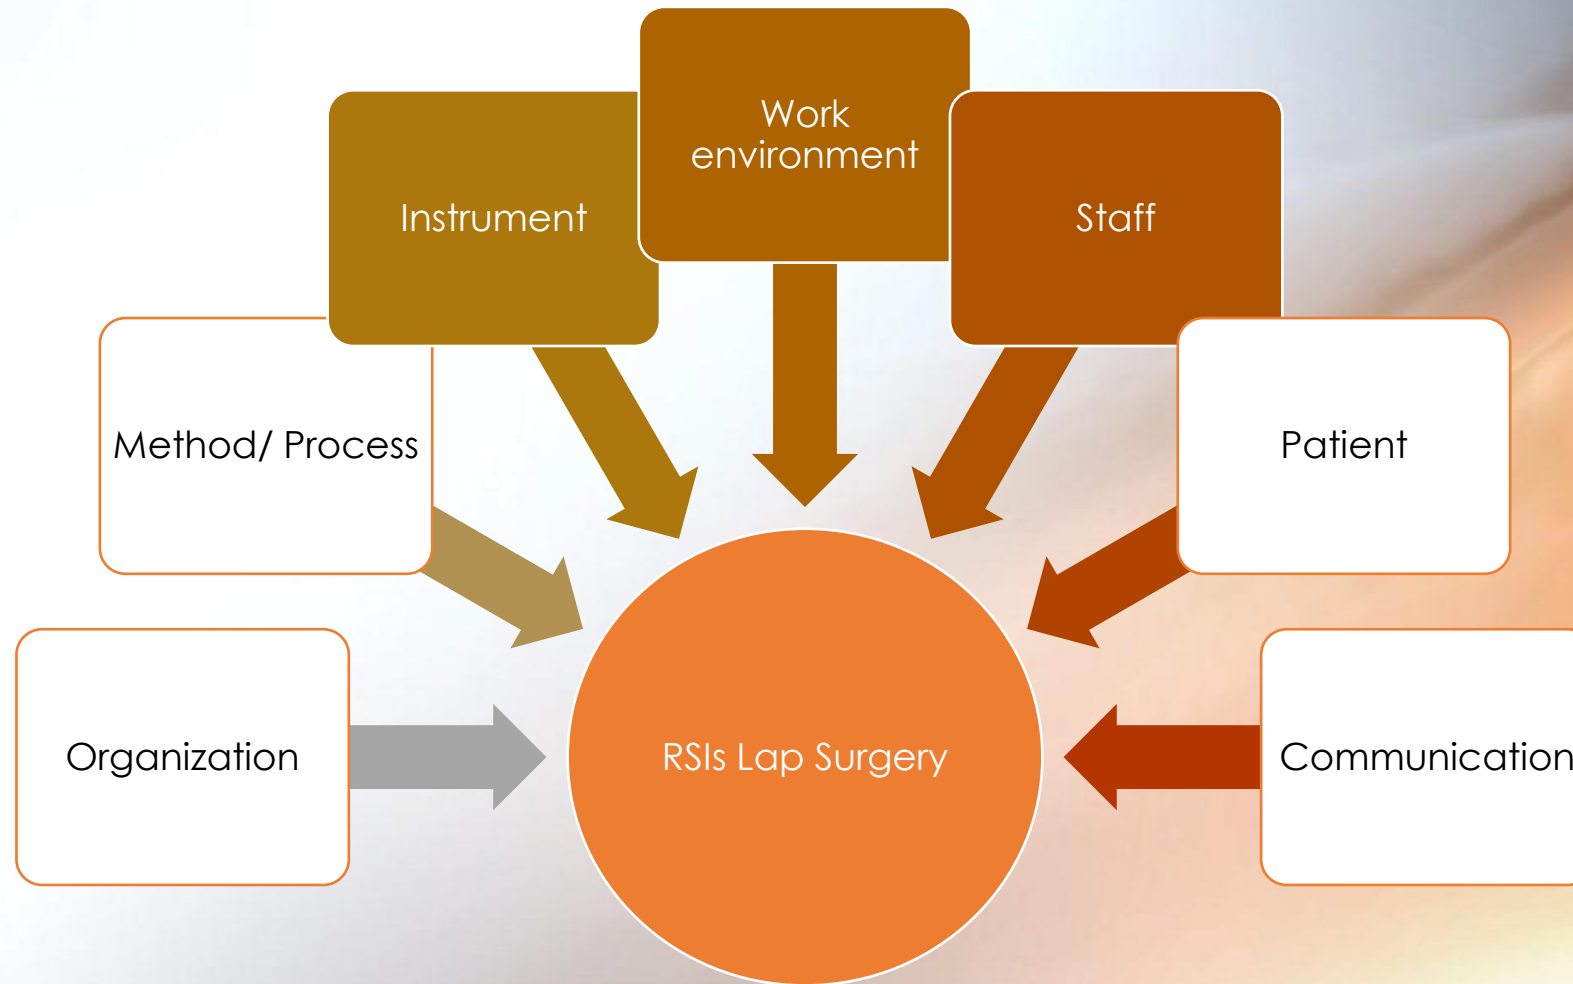 Work
environment
Instrument
Staff
Method/ Process
Patient
Organization
RSIs Lap Surgery
Communication